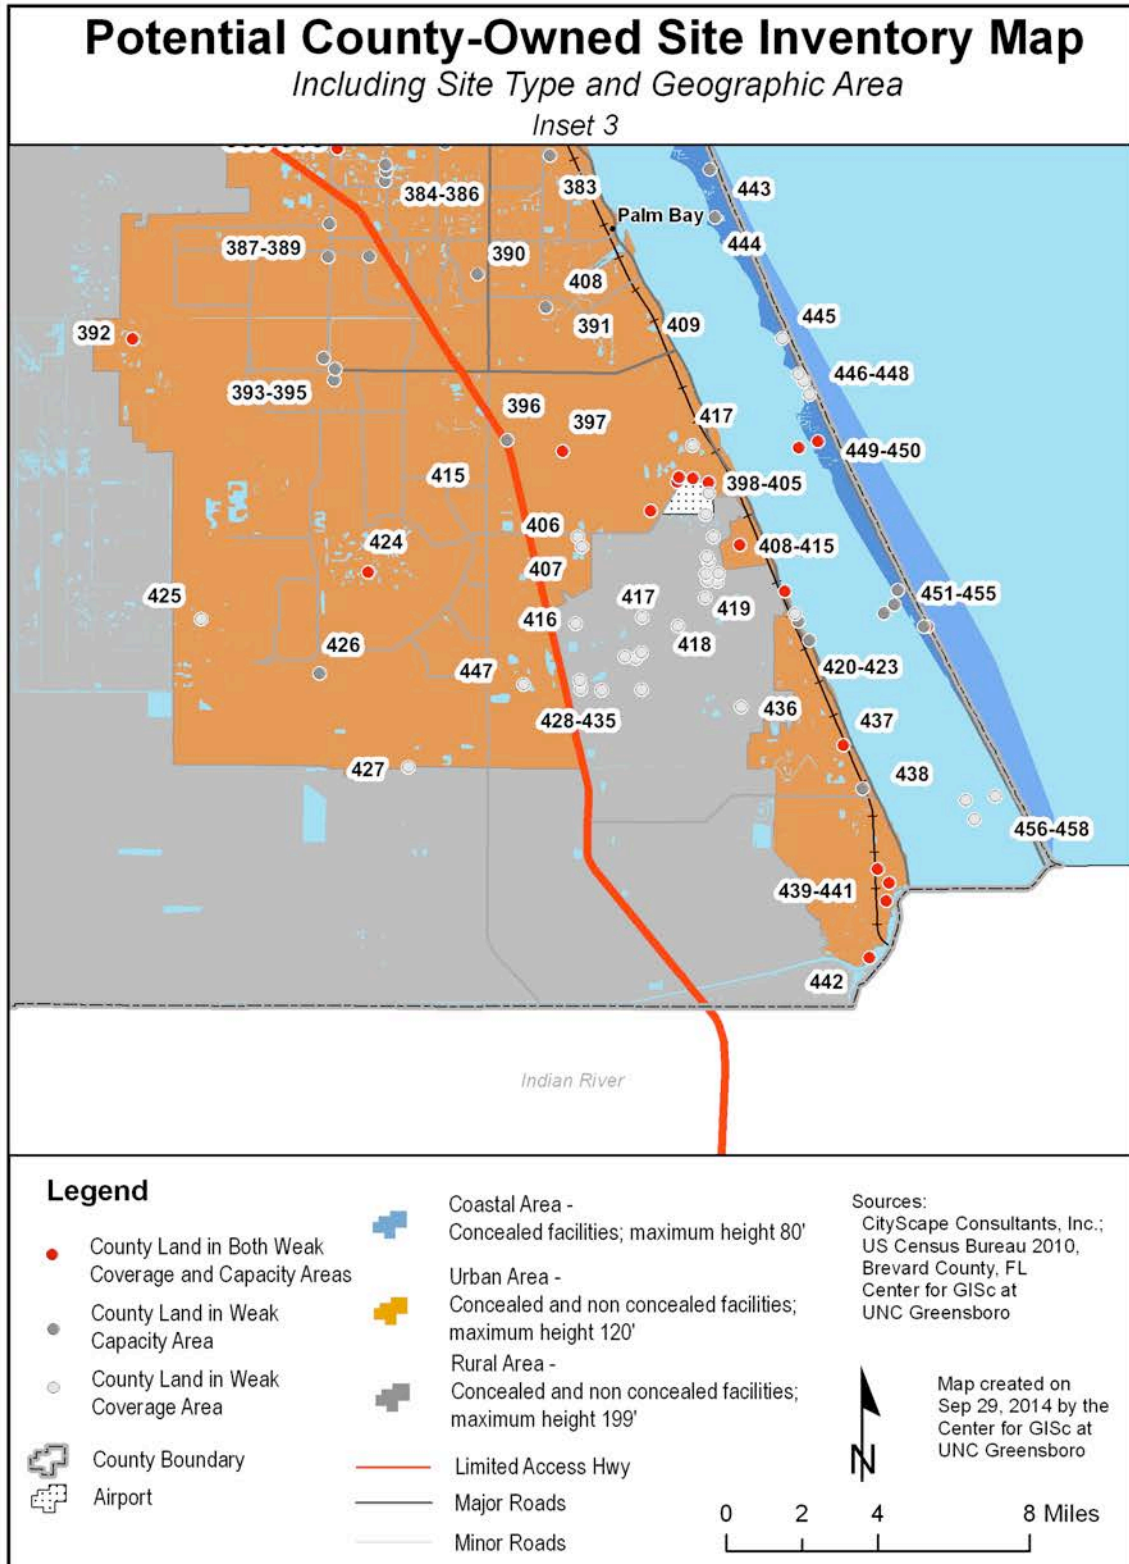 Potential County-Owned Site Inventory Map
Including Site Type and Geographic Area
Inset 3
384-386
383
443
Palm Bay
444
387-389
390
408
391
409
445
392
446-448
393-395
396
397
417
449-450
415
398-405
406
408-415
424
407
451-455
425
417
419
416
418
426
447
420-423
428-435
436
437
427
438
456-458
439-441
442
Indian River
Legend
County Land in Both Weak
Coverage and Capacity Areas
County Land in Weak
Capacity Area
County Land in Weak
Coverage Area
County Boundary
Airport
Coastal Area -
Concealed facilities; maximum height 80'
Urban Area -
Concealed and non concealed facilities;
maximum height 120'
Rural Area -
Concealed and non concealed facilities;
maximum height 199'
Limited Access Hwy
Major Roads
Minor Roads
Sources:
CityScape Consultants, Inc.;
US Census Bureau 2010,
Brevard County, FL
Center for GISc at
UNC Greensboro
N
Map created on
Sep 29, 2014 by the
Center for GISc at
UNC Greensboro
0 2 4 8 Miles